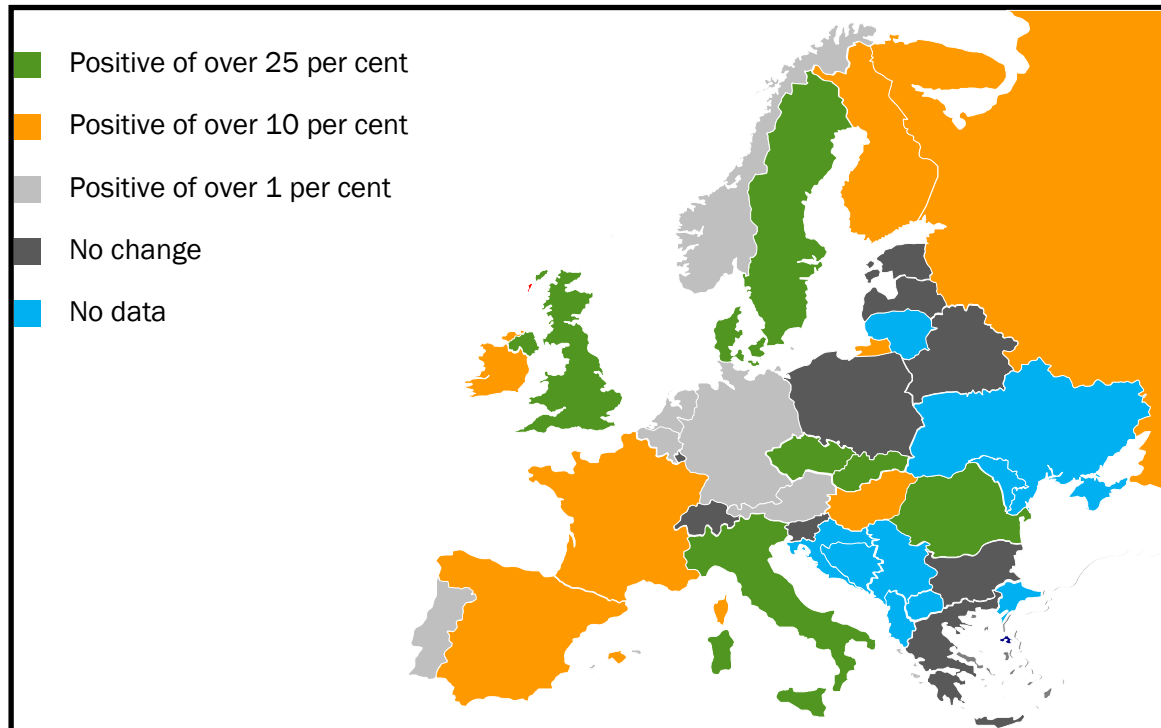 Positive of over 25 per cent
Positive of over 10 per cent
Positive of over 1 per cent
No change
No data